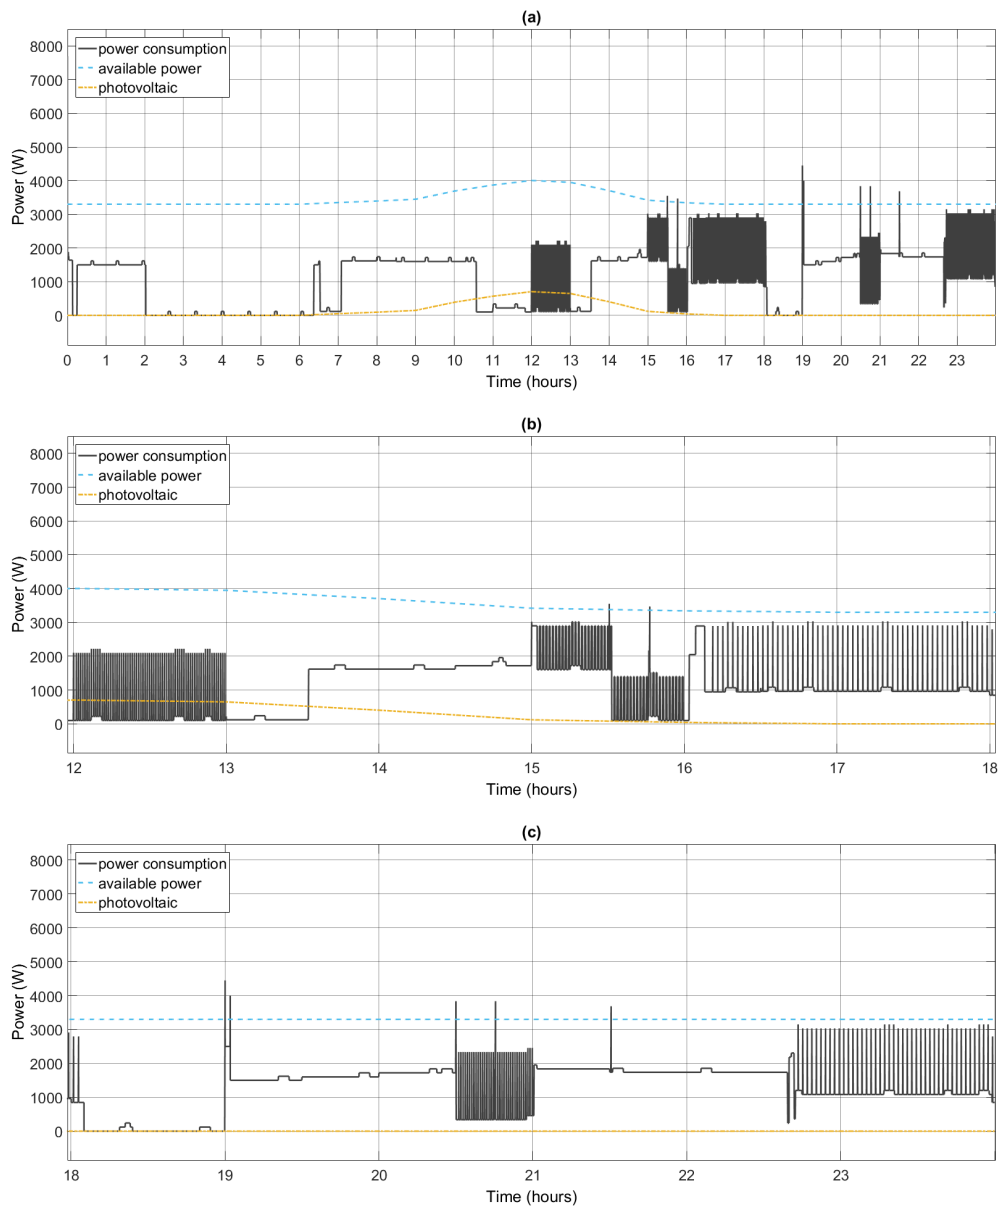 (a)
8000
7000
6000
5000
4000
3000
2000
1000
0
Power (W)
power consumption
available power
photovoltaic
0 1 2 3 4 5 6 7 8 9 10 11 12 13 14 15 16 17 18 19 20 21 22 23
Time (hours)
(b)
8000
7000
6000
5000
4000
3000
2000
1000
0
Power (W)
power consumption
available power
photovoltaic
12 13 14 15 16 17 18
Time (hours)
(c)
8000
7000
6000
5000
4000
3000
2000
1000
0
Power (W)
power consumption
available power
photovoltaic
18 19 20 21 22 23
Time (hours)